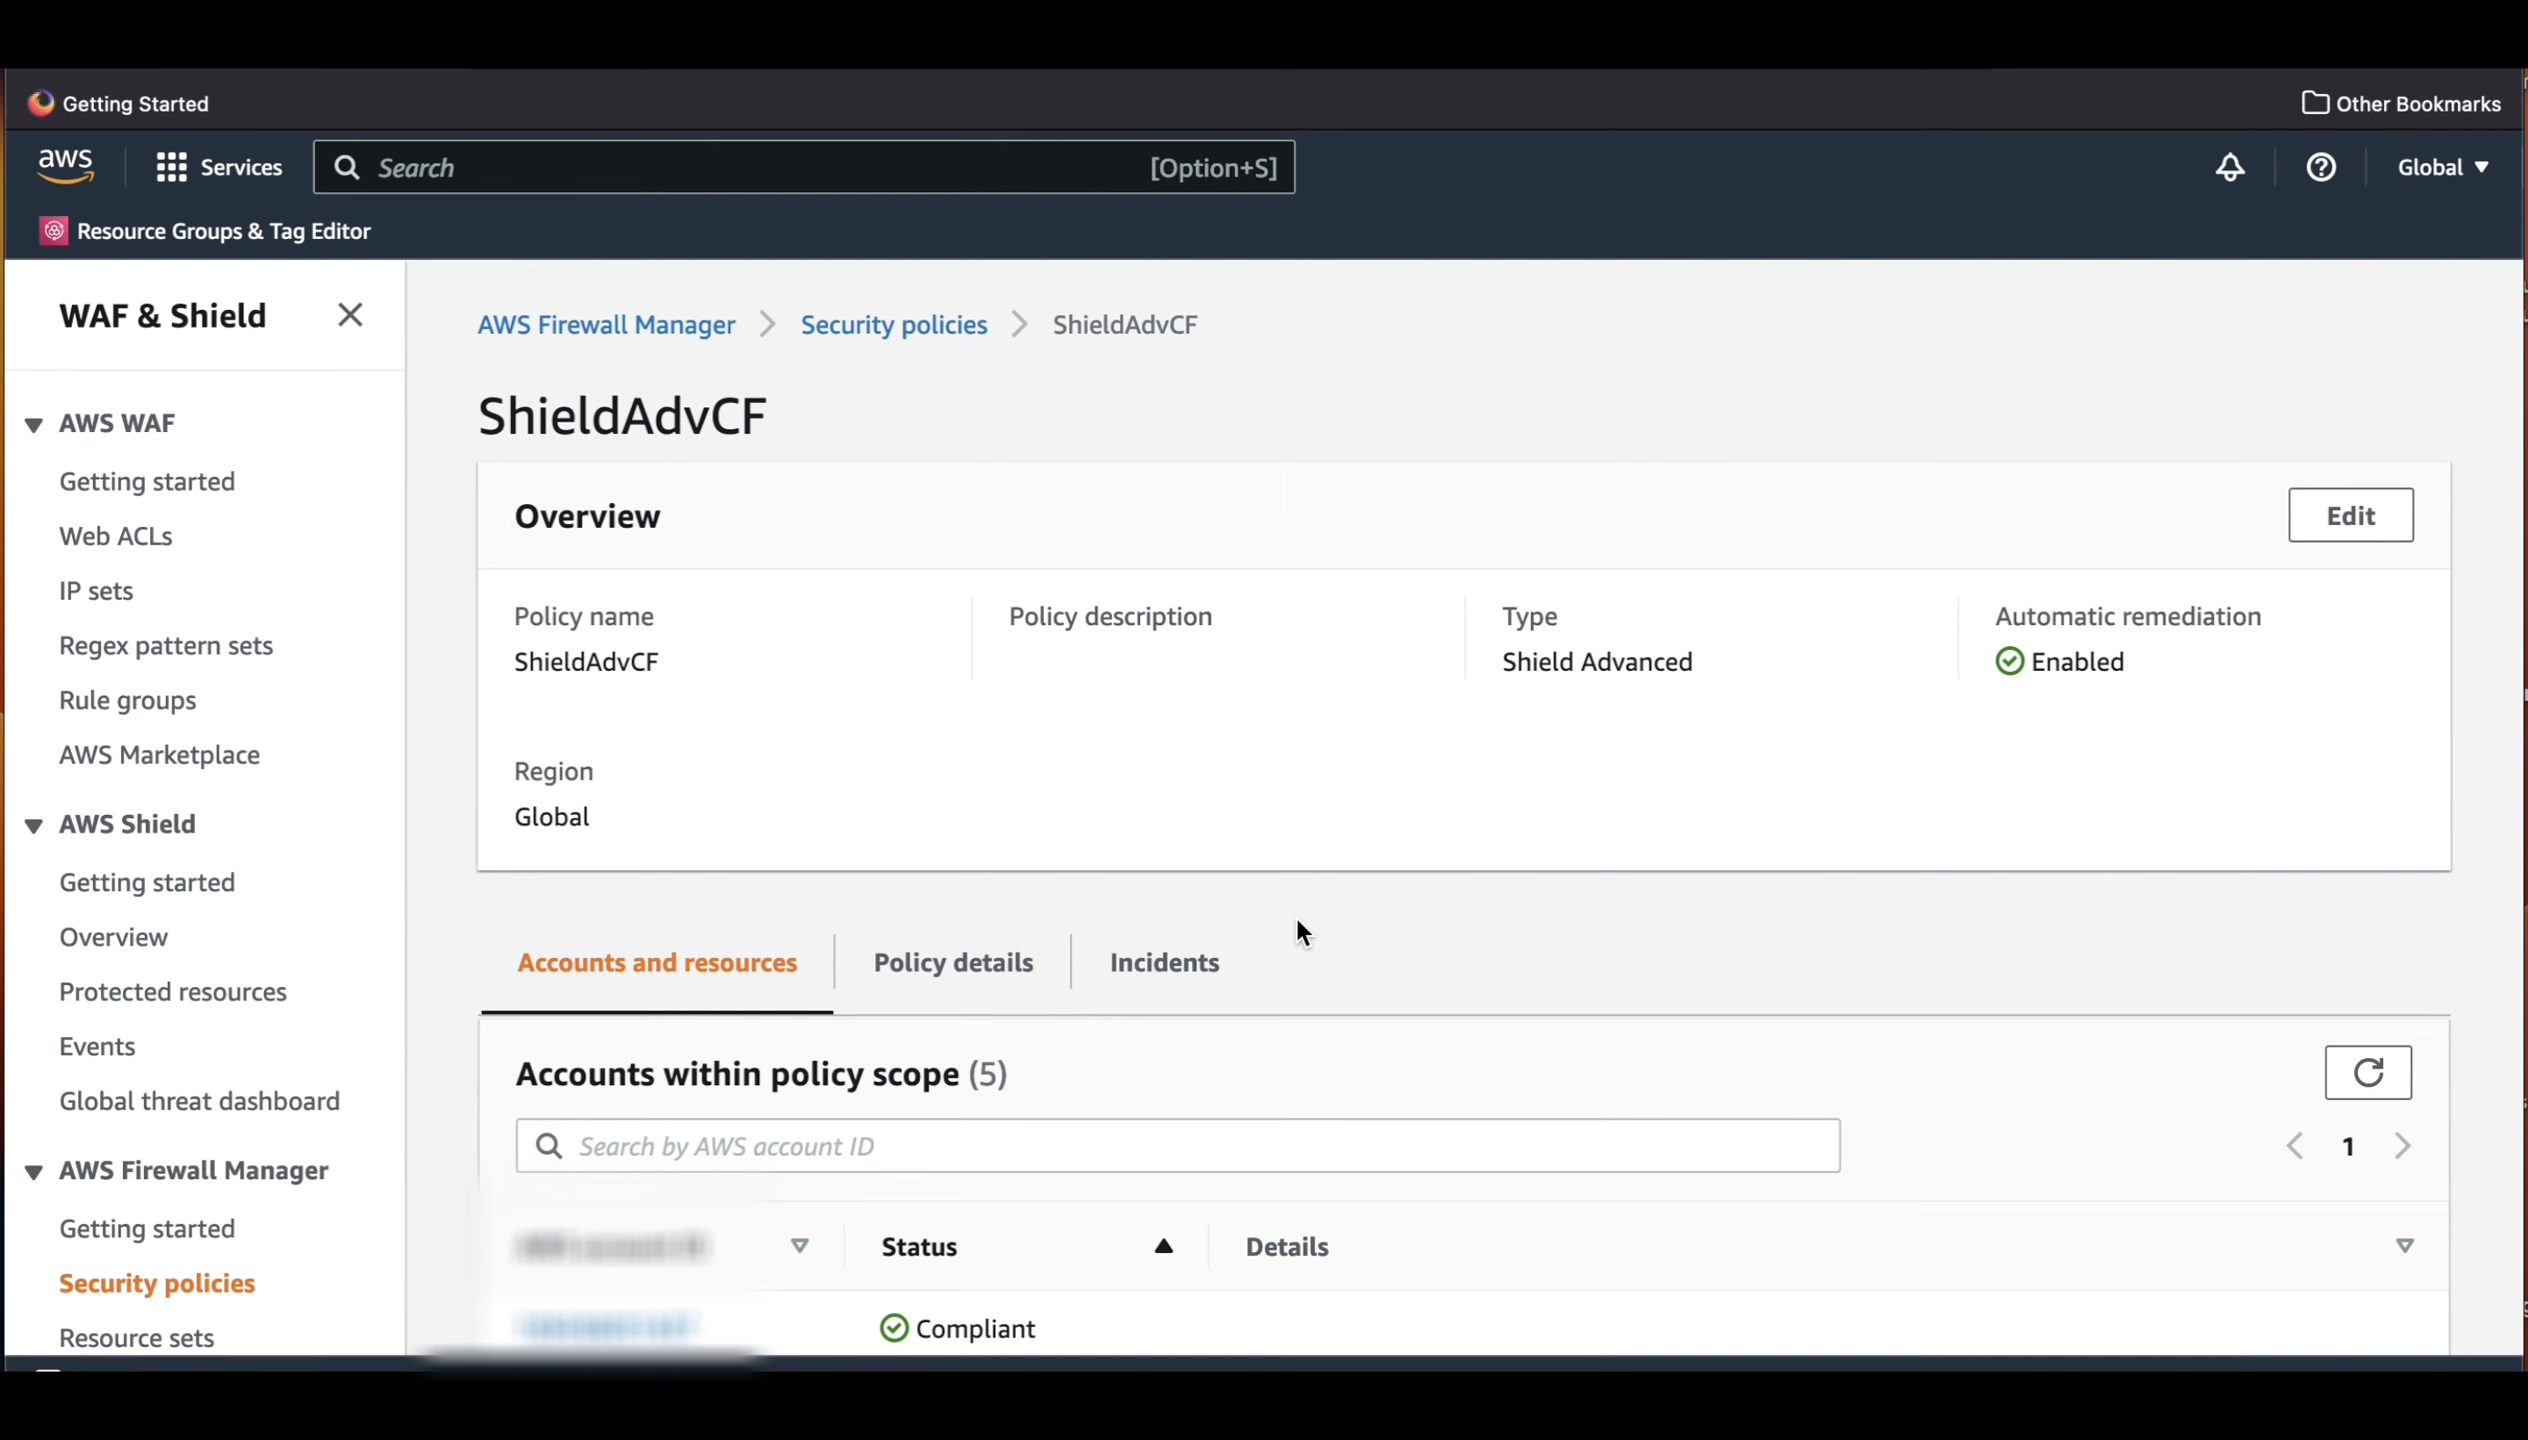 Getting Started
Other Bookmarks
aws
Services
Search
[Option+S]
Global
Resource Groups & Tag Editor
WAF & Shield
AWS WAF
Getting started
Web ACLs
IP sets
Regex pattern sets
Rule groups
AWS Marketplace
AWS Shield
Getting started
Overview
Protected resources
Events
Global threat dashboard
AWS Firewall Manager
Getting started
Security policies
Resource sets
AWS Firewall Manager
Security policies
ShieldAdvCF
ShieldAdvCF
Overview
Edit
Policy name
ShieldAdvCF
Policy description
Type
Shield Advanced
Automatic remediation
Enabled
Region
Global
Accounts and resources
Policy details
Incidents
Accounts within policy scope (5)
Search by AWS account ID
1
Status
Details
Compliant